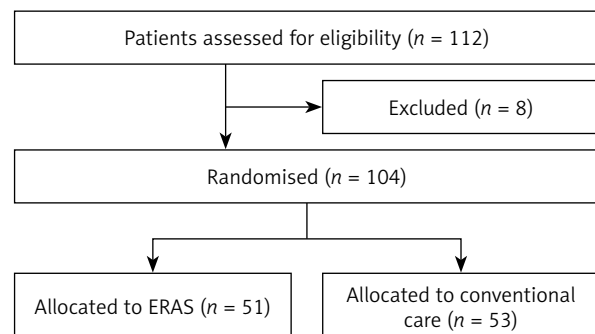 Patients assessed for eligibility (n = 112)
Excluded (n = 8)
Randomised (n = 104)
Allocated to ERAS (n = 51)
Allocated to conventional
care (n = 53)